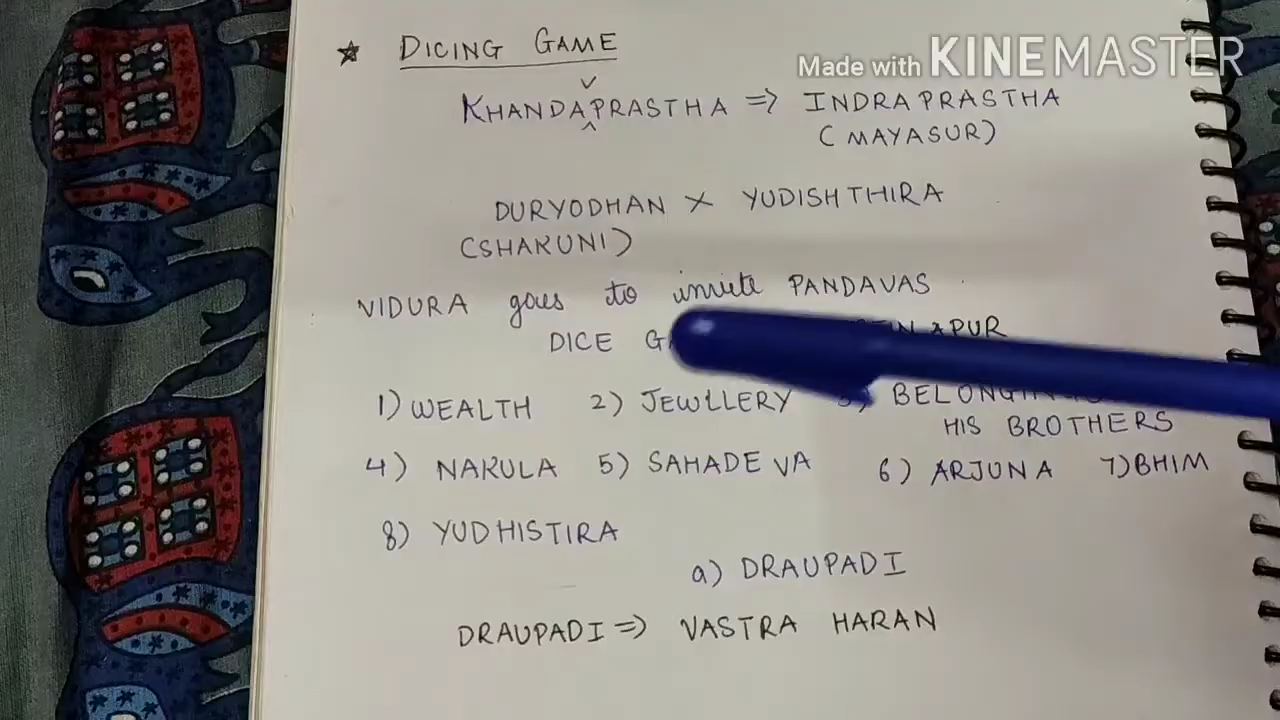 ★ DICING GAME
Made with KINEMASTER
KHANDAPRASTHA ⇒ INDRAPRASTHA
(MAYASUR)
DURYODHAN X YUDISHTHIRA
(SHAKUNI)
VIDURA goes to invite PANDAVAS
DICE
1) WEALTH 2) JEWLLERY
HIS BROTHERS
4) NAKULA 5) SAHADEVA 6) ARJUNA 7) BHIM
8) YUDHISTIRA
a) DRAUPADI
DRAUPADI ⇒ VASTRA HARAN